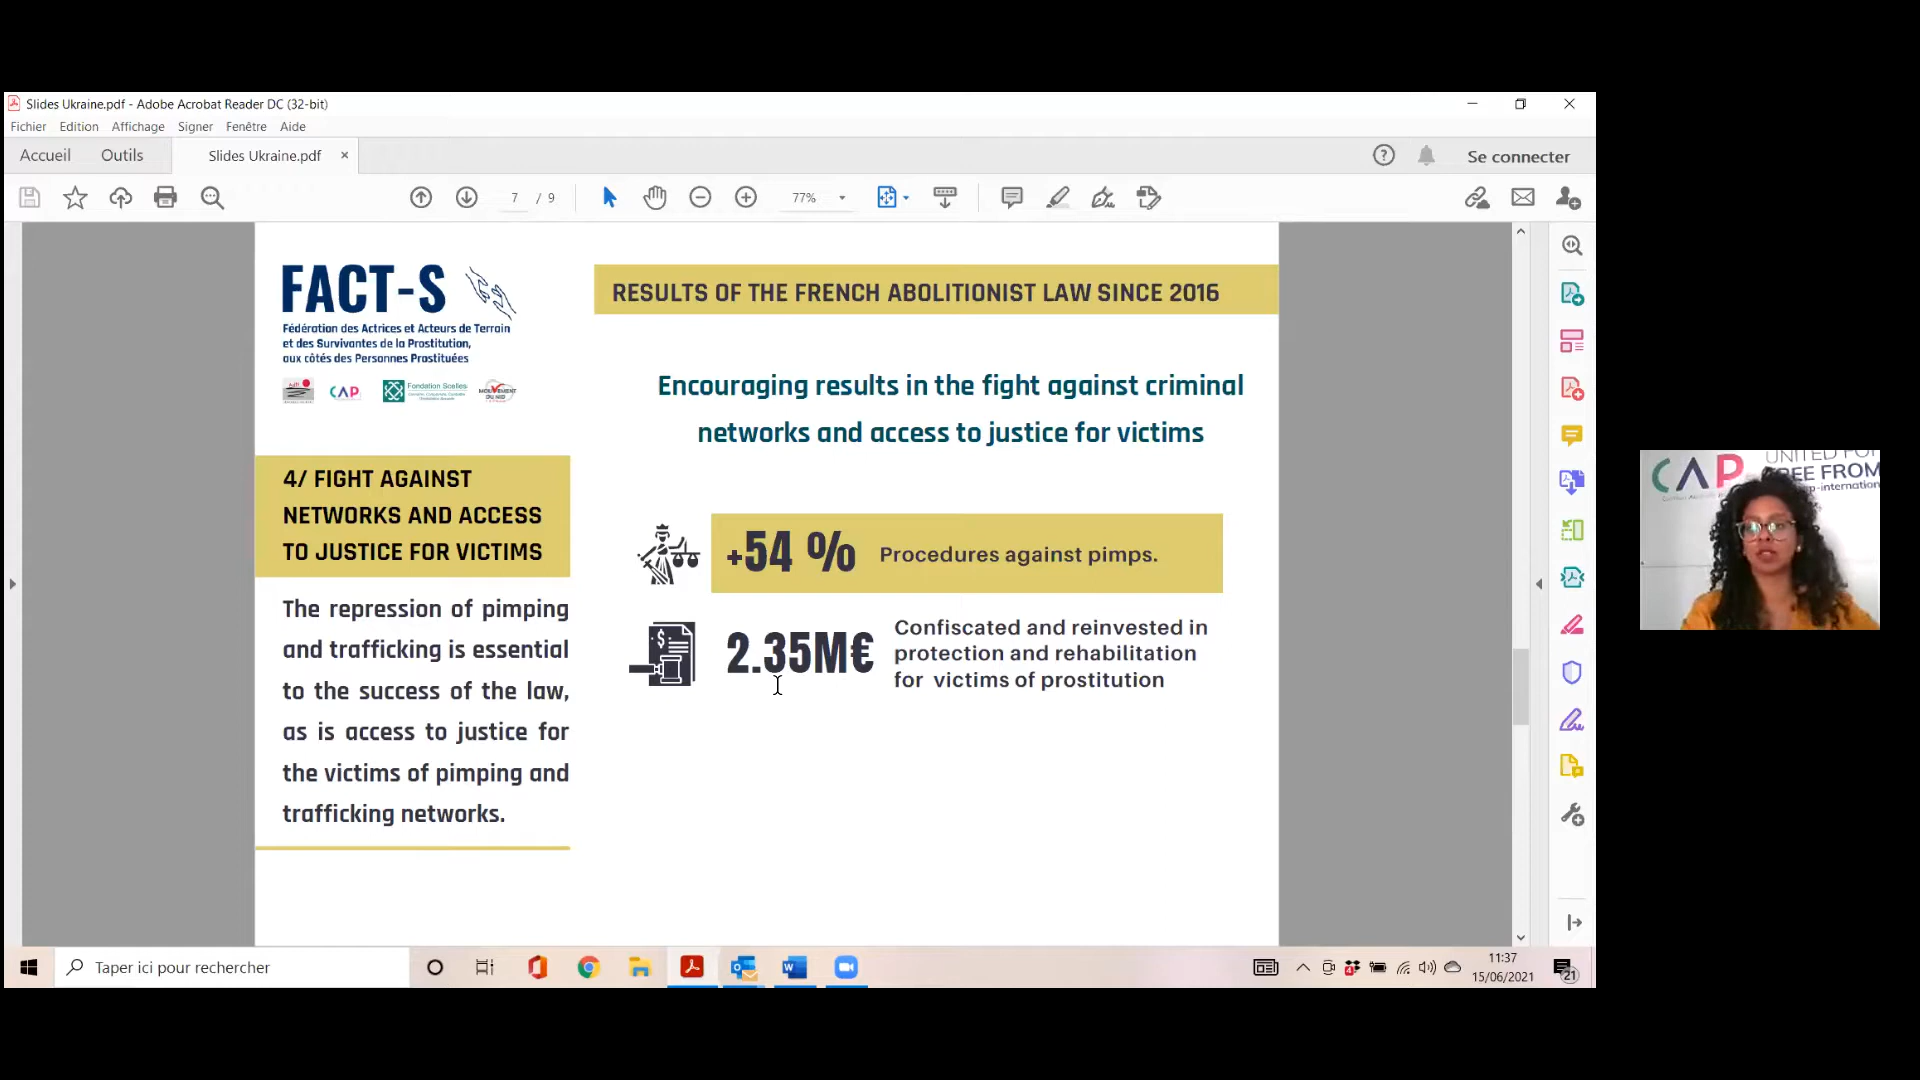 Slides Ukraine.pdf - Adobe Acrobat Reader DC (32-bit)
Fichier Edition Affichage Signer Fenêtre Aide
Accueil Outils Slides Ukraine.pdf × Se connecter
7 / 9 77%
FACT-S
Fédération des Actrices et Acteurs de Terrain
et des Survivantes de la Prostitution,
aux côtés des Personnes Prostituées
CAP Fondation Scelles MOUVEMENT DU NID
4/ FIGHT AGAINST
NETWORKS AND ACCESS
TO JUSTICE FOR VICTIMS
The repression of pimping
and trafficking is essential
to the success of the law,
as is access to justice for
the victims of pimping and
trafficking networks.
RESULTS OF THE FRENCH ABOLITIONIST LAW SINCE 2016
Encouraging results in the fight against criminal
networks and access to justice for victims
+54 % Procedures against pimps.
2.35M€
Confiscated and reinvested in
protection and rehabilitation
for victims of prostitution
CAP
Taper ici pour rechercher
11:37
15/06/2021
21